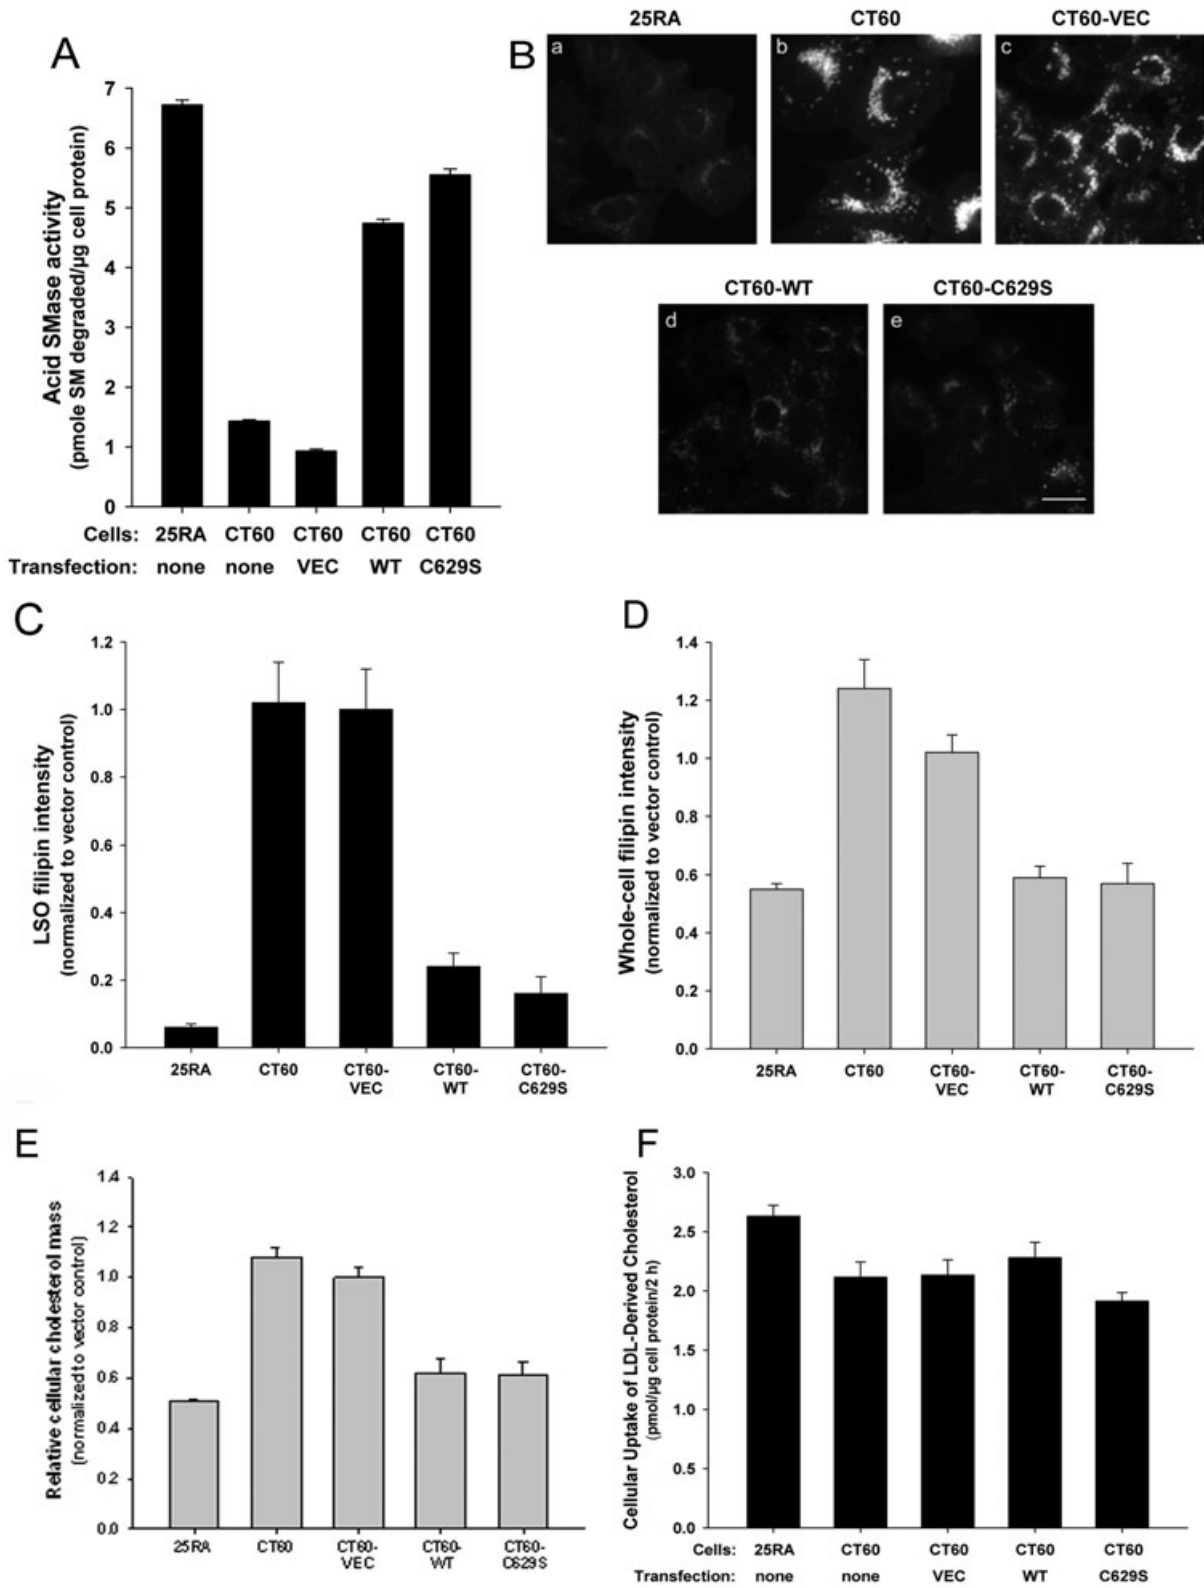 A
7
6
5
4
3
2
1
0
Acid SMase activity
(pmole SM degraded/µg cell protein)
Cells: 25RA CT60 CT60 CT60 CT60
Transfection: none none VEC WT C629S
B
25RA CT60 CT60-VEC
a b c
CT60-WT CT60-C629S
d e
C
1.2
1.0
0.8
0.6
0.4
0.2
0.0
LSO filipin intensity
(normalized to vector control)
25RA CT60 CT60- CT60- CT60-
VEC WT C629S
D
1.4
1.2
1.0
0.8
0.6
0.4
0.2
0.0
Whole-cell filipin intensity
(normalized to vector control)
25RA CT60 CT60- CT60- CT60-
VEC WT C629S
E
1.4
1.2
1.0
0.8
0.6
0.4
0.2
0.0
Relative cellular cholesterol mass
(normalized to vector control)
25RA CT60 CT60- CT60- CT60-
VEC WT C629S
F
3.0
2.5
2.0
1.5
1.0
0.5
0.0
Cellular Uptake of LDL-Derived Cholesterol
(pmol/µg cell protein/2 h)
Cells: 25RA CT60 CT60 CT60 CT60
Transfection: none none VEC WT C629S